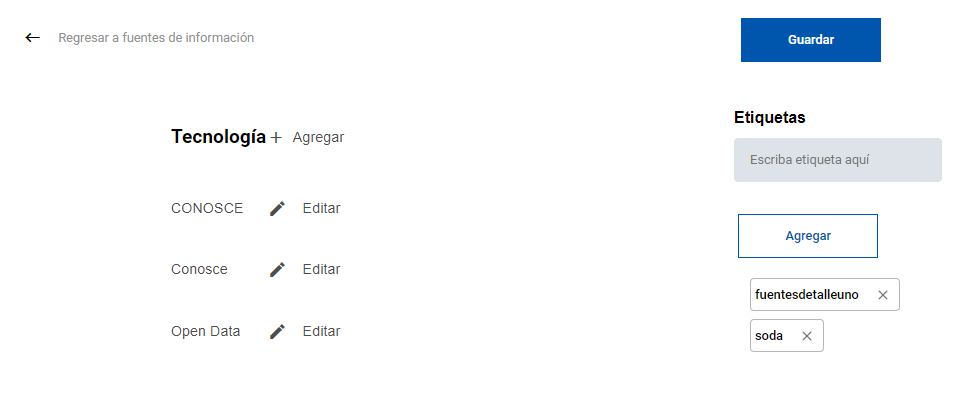 Regresar a fuentes de información
Guardar
Tecnología
Agregar
CONOSCE
Editar
Conosce
Editar
Open Data
Editar
Etiquetas
Escriba etiqueta aquí
Agregar
fuentesdetalleuno
soda